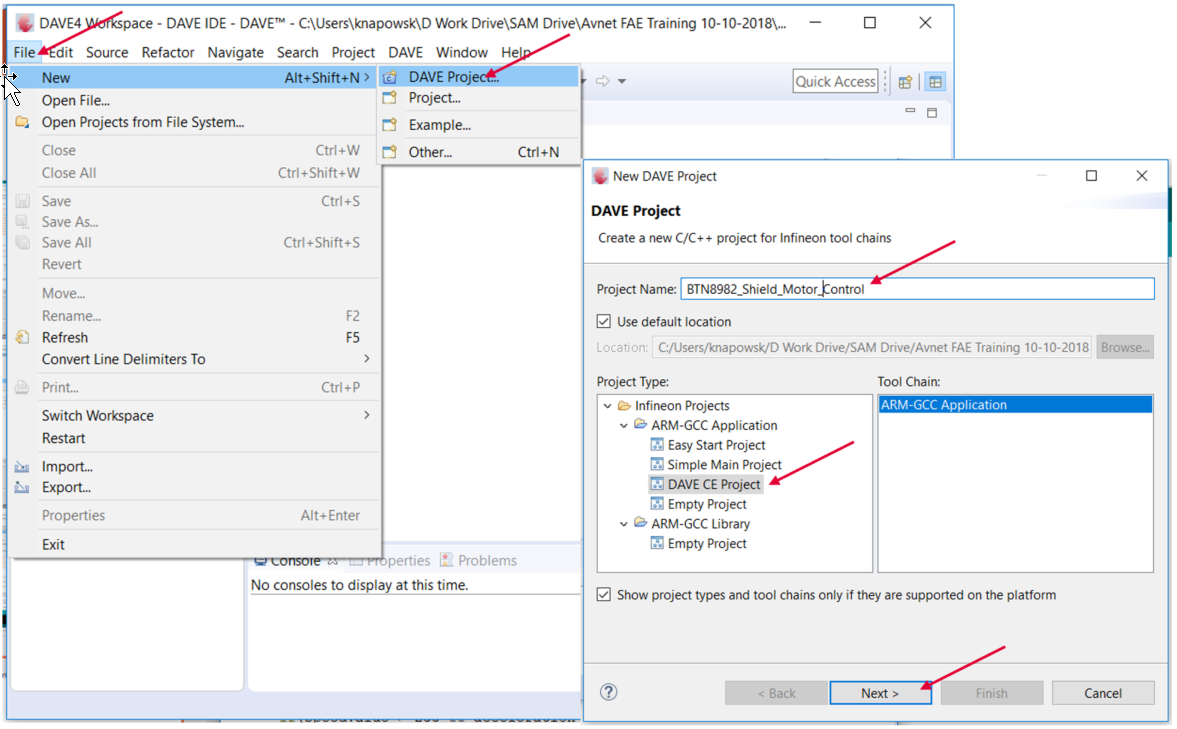 DAVE4 Workspace - DAVE IDE - DAVE™ - C:\Users\knapowsk\D Work Drive\SAM Drive\Avnet FAE Training 10-10-2018\...
File Edit Source Refactor Navigate Search Project DAVE Window Help
New Alt+Shift+N >
Open File...
Open Projects from File System...
Close Ctrl+W
Close All Ctrl+Shift+W
Save Ctrl+S
Save As...
Save All Ctrl+Shift+S
Revert
Move...
Rename... F2
Refresh F5
Convert Line Delimiters To >
Print... Ctrl+P
Switch Workspace >
Restart
Import...
Export...
Properties Alt+Enter
Exit
DAVE Project...
Project...
Example...
Other... Ctrl+N
Quick Access
Console Properties Problems
No consoles to display at this time.
New DAVE Project
DAVE Project
Create a new C/C++ project for Infineon tool chains
Project Name: BTN8982_Shield_Motor_Control
Use default location
Location: C:/Users/knapowsk/D Work Drive/SAM Drive/Avnet FAE Training 10-10-2018 Browse...
Project Type: Tool Chain:
Infineon Projects ARM-GCC Application
ARM-GCC Application
Easy Start Project
Simple Main Project
DAVE CE Project
Empty Project
ARM-GCC Library
Empty Project
Show project types and tool chains only if they are supported on the platform
? < Back Next > Finish Cancel